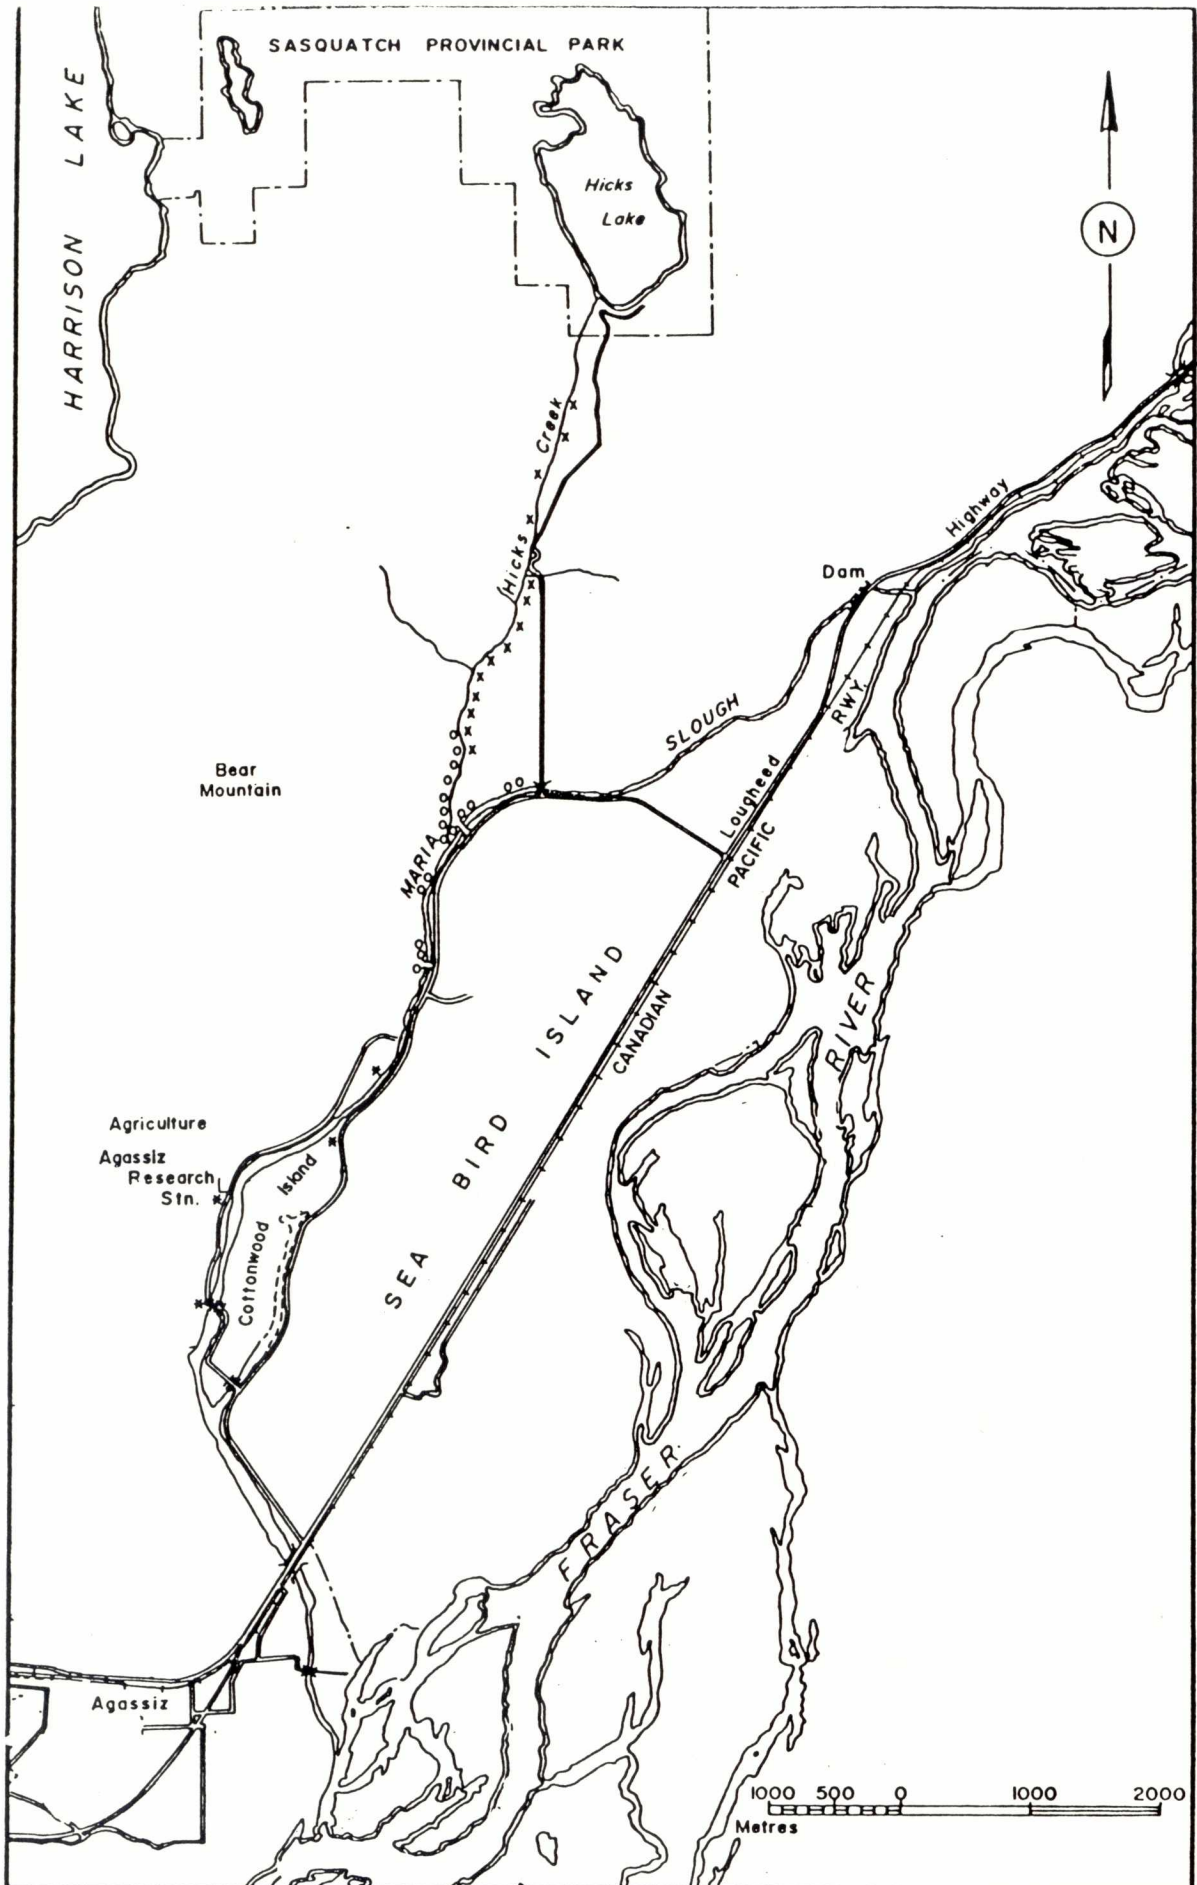 SASQUATCH PROVINCIAL PARK
HARRISON LAKE
Hicks
Lake
N
Hicks Creek
Highway
Dam
SLOUGH
RWY.
Bear
Mountain
Lougheed
PACIFIC
MARIA
CANADIAN
RIVER
SEA BIRD ISLAND
Agriculture
Agassiz
Research
Stn.
Cottonwood Island
FRASER
Agassiz
1000 500 0 1000 2000
Metres